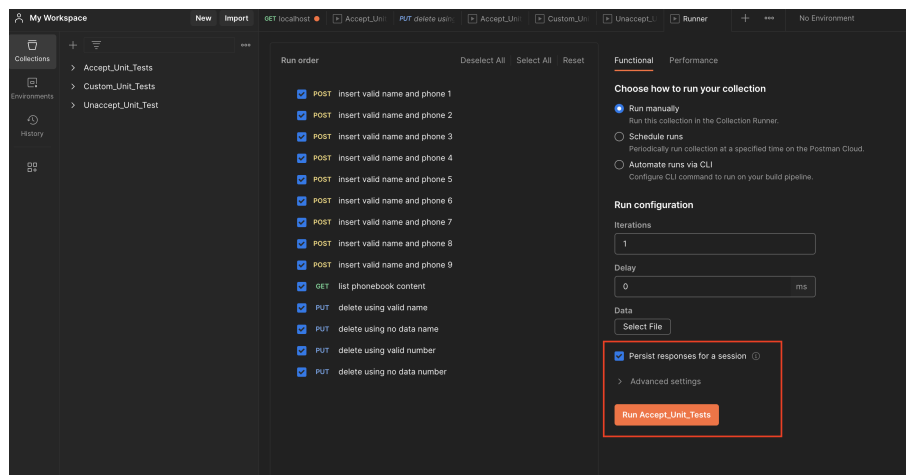 My Workspace
New Import
GET localhost
Accept_Unit
PUT delete using
Accept_Unit
Custom_Un
Unaccept_
Runner
No Environment
Collections
Environments
History
Accept_Unit_Tests
Custom_Unit_Tests
Unaccept_Unit_Test
Run order
Deselect All Select All Reset
POST insert valid name and phone 1
POST insert valid name and phone 2
POST insert valid name and phone 3
POST insert valid name and phone 4
POST insert valid name and phone 5
POST insert valid name and phone 6
POST insert valid name and phone 7
POST insert valid name and phone 8
POST insert valid name and phone 9
GET list phonebook content
PUT delete using valid name
PUT delete using no data name
PUT delete using valid number
PUT delete using no data number
Functional Performance
Choose how to run your collection
Run manually
Run this collection in the Collection Runner.
Schedule runs
Periodically run collection at a specified time on the Postman Cloud.
Automate runs via CLI
Configure CLI command to run on your build pipeline.
Run configuration
Iterations
1
Delay
0 ms
Data
Select File
Persist responses for a session
Advanced settings
Run Accept_Unit_Tests